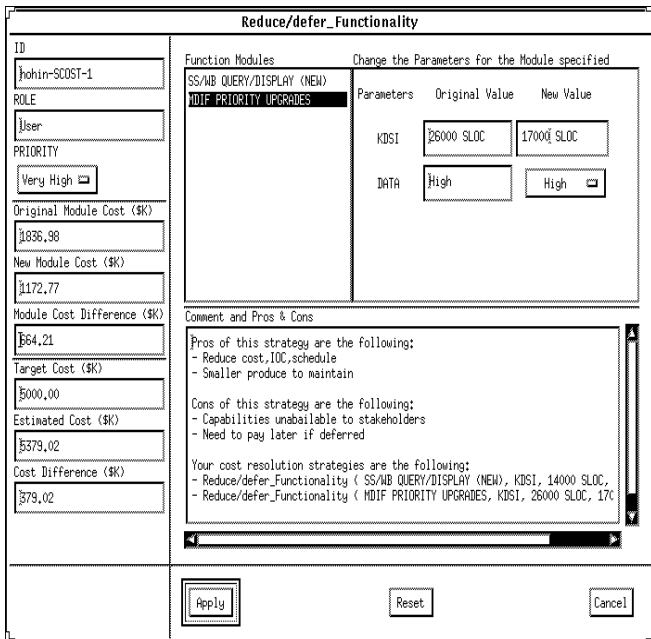 Reduce/defer_Functionality
ID
hohin-SCOST-1
ROLE
User
PRIORITY
Very High
Original Module Cost ($K)
1836.98
New Module Cost ($K)
1172.77
Module Cost Difference ($K)
664.21
Target Cost ($K)
5000.00
Estimated Cost ($K)
5379.02
Cost Difference ($K)
379.02
Function Modules
SS/WB QUERY/DISPLAY (NEW)
MDIF PRIORITY UPGRADES
Change the Parameters for the Module specified
Parameters Original Value New Value
KDSI 26000 SLOC 17000 SLOC
DATA High High
Comment and Pros & Cons
Pros of this strategy are the following:
- Reduce cost,IOC,schedule
- Smaller produce to maintain
Cons of this strategy are the following:
- Capabilities unabailable to stakeholders
- Need to pay later if deferred
Your cost resolution strategies are the following:
- Reduce/defer_Functionality ( SS/WB QUERY/DISPLAY (NEW), KDSI, 14000 SLOC,
- Reduce/defer_Functionality ( MDIF PRIORITY UPGRADES, KDSI, 26000 SLOC, 170
Apply Reset Cancel